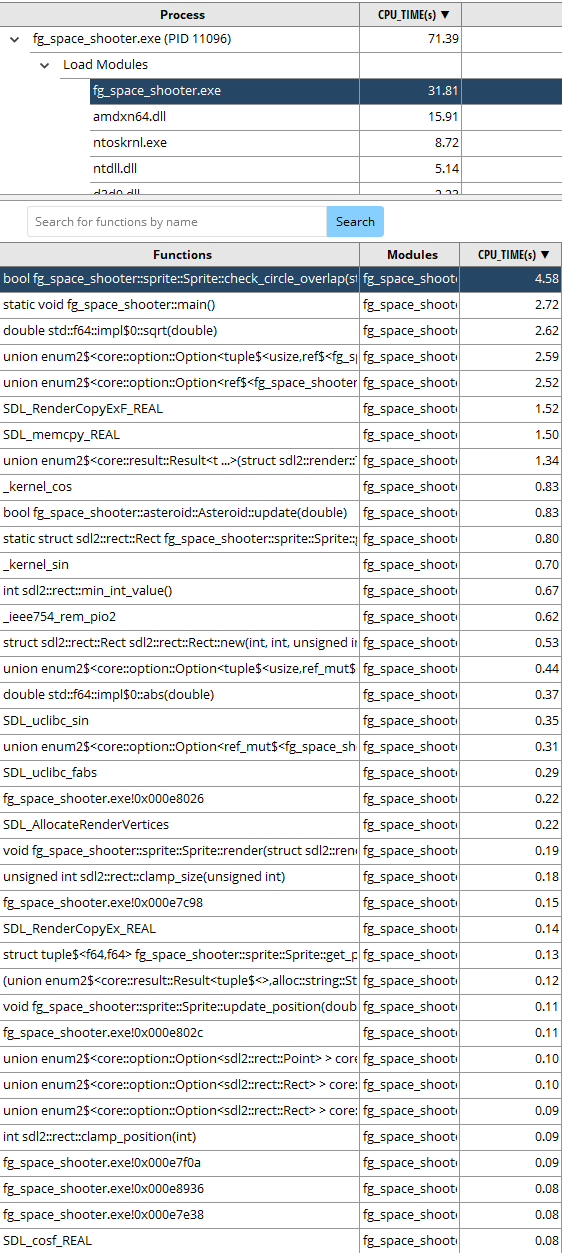 Process CPU_TIME(s) ▼
fg_space_shooter.exe (PID 11096) 71.39
Load Modules
fg_space_shooter.exe 31.81
amdxn64.dll 15.91
ntoskrnl.exe 8.72
ntdll.dll 5.14
d3d9.dll 2.23
Search for functions by name Search
Functions Modules CPU_TIME(s) ▼
bool fg_space_shooter::sprite::Sprite::check_circle_overlap(st fg_space_shoot 4.58
static void fg_space_shooter::main() fg_space_shoot 2.72
double std::f64::impl$0::sqrt(double) fg_space_shoot 2.62
union enum2$<core::option::Option<tuple$<usize,ref$<fg_s fg_space_shoot 2.59
union enum2$<core::option::Option<ref$<fg_space_shooter fg_space_shoot 2.52
SDL_RenderCopyExF_REAL fg_space_shoot 1.52
SDL_memcpy_REAL fg_space_shoot 1.50
union enum2$<core::result::Result<t ...>(struct sdl2::render:: fg_space_shoot 1.34
_kernel_cos fg_space_shoot 0.83
bool fg_space_shooter::asteroid::Asteroid::update(double) fg_space_shoot 0.83
static struct sdl2::rect::Rect fg_space_shooter::sprite::Sprite:: fg_space_shoot 0.80
_kernel_sin fg_space_shoot 0.70
int sdl2::rect::min_int_value() fg_space_shoot 0.67
_ieee754_rem_pio2 fg_space_shoot 0.62
struct sdl2::rect::Rect sdl2::rect::Rect::new(int, int, unsigned i fg_space_shoot 0.53
union enum2$<core::option::Option<tuple$<usize,ref_mut$ fg_space_shoot 0.44
double std::f64::impl$0::abs(double) fg_space_shoot 0.37
SDL_uclibc_sin fg_space_shoot 0.35
union enum2$<core::option::Option<ref_mut$<fg_space_sh fg_space_shoot 0.31
SDL_uclibc_fabs fg_space_shoot 0.29
fg_space_shooter.exe!0x000e8026 fg_space_shoot 0.22
SDL_AllocateRenderVertices fg_space_shoot 0.22
void fg_space_shooter::sprite::Sprite::render(struct sdl2::ren fg_space_shoot 0.19
unsigned int sdl2::rect::clamp_size(unsigned int) fg_space_shoot 0.18
fg_space_shooter.exe!0x000e7c98 fg_space_shoot 0.15
SDL_RenderCopyEx_REAL fg_space_shoot 0.14
struct tuple$<f64,f64> fg_space_shooter::sprite::Sprite::get_p fg_space_shoot 0.13
(union enum2$<core::result::Result<tuple$<>,alloc::string::St fg_space_shoot 0.12
void fg_space_shooter::sprite::Sprite::update_position(doub fg_space_shoot 0.11
fg_space_shooter.exe!0x000e802c fg_space_shoot 0.11
union enum2$<core::option::Option<sdl2::rect::Point> > core fg_space_shoot 0.10
union enum2$<core::option::Option<sdl2::rect::Rect> > core: fg_space_shoot 0.10
union enum2$<core::option::Option<sdl2::rect::Rect> > core: fg_space_shoot 0.09
int sdl2::rect::clamp_position(int) fg_space_shoot 0.09
fg_space_shooter.exe!0x000e7f0a fg_space_shoot 0.09
fg_space_shooter.exe!0x000e8936 fg_space_shoot 0.08
fg_space_shooter.exe!0x000e7e38 fg_space_shoot 0.08
SDL_cosf_REAL fg_space_shoot 0.08